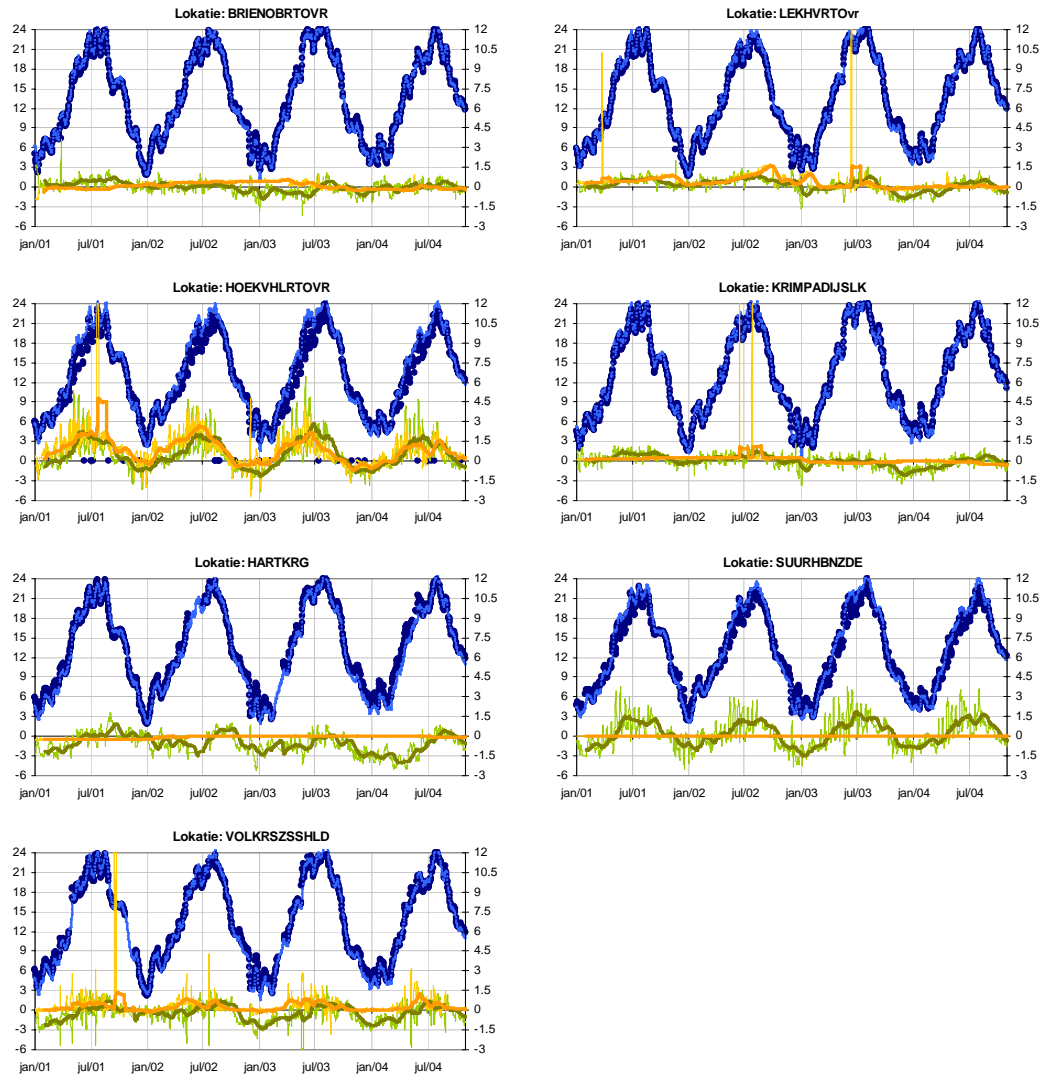 Lokatie: BRIENOBRTOVR
24 21 18 15 12 9 6 3 0 -3 -6
12 10.5 9 7.5 6 4.5 3 1.5 0 -1.5 -3
jan/01 jul/01 jan/02 jul/02 jan/03 jul/03 jan/04 jul/04
Lokatie: LEKHVRTOvr
24 21 18 15 12 9 6 3 0 -3 -6
12 10.5 9 7.5 6 4.5 3 1.5 0 -1.5 -3
jan/01 jul/01 jan/02 jul/02 jan/03 jul/03 jan/04 jul/04
Lokatie: HOEKVHLRTOVR
24 21 18 15 12 9 6 3 0 -3 -6
12 10.5 9 7.5 6 4.5 3 1.5 0 -1.5 -3
jan/01 jul/01 jan/02 jul/02 jan/03 jul/03 jan/04 jul/04
Lokatie: KRIMPADIJSLK
24 21 18 15 12 9 6 3 0 -3 -6
12 10.5 9 7.5 6 4.5 3 1.5 0 -1.5 -3
jan/01 jul/01 jan/02 jul/02 jan/03 jul/03 jan/04 jul/04
Lokatie: HARTKRG
24 21 18 15 12 9 6 3 0 -3 -6
12 10.5 9 7.5 6 4.5 3 1.5 0 -1.5 -3
jan/01 jul/01 jan/02 jul/02 jan/03 jul/03 jan/04 jul/04
Lokatie: SUURHBNZDE
24 21 18 15 12 9 6 3 0 -3 -6
12 10.5 9 7.5 6 4.5 3 1.5 0 -1.5 -3
jan/01 jul/01 jan/02 jul/02 jan/03 jul/03 jan/04 jul/04
Lokatie: VOLKRSZSSHLD
24 21 18 15 12 9 6 3 0 -3 -6
12 10.5 9 7.5 6 4.5 3 1.5 0 -1.5 -3
jan/01 jul/01 jan/02 jul/02 jan/03 jul/03 jan/04 jul/04